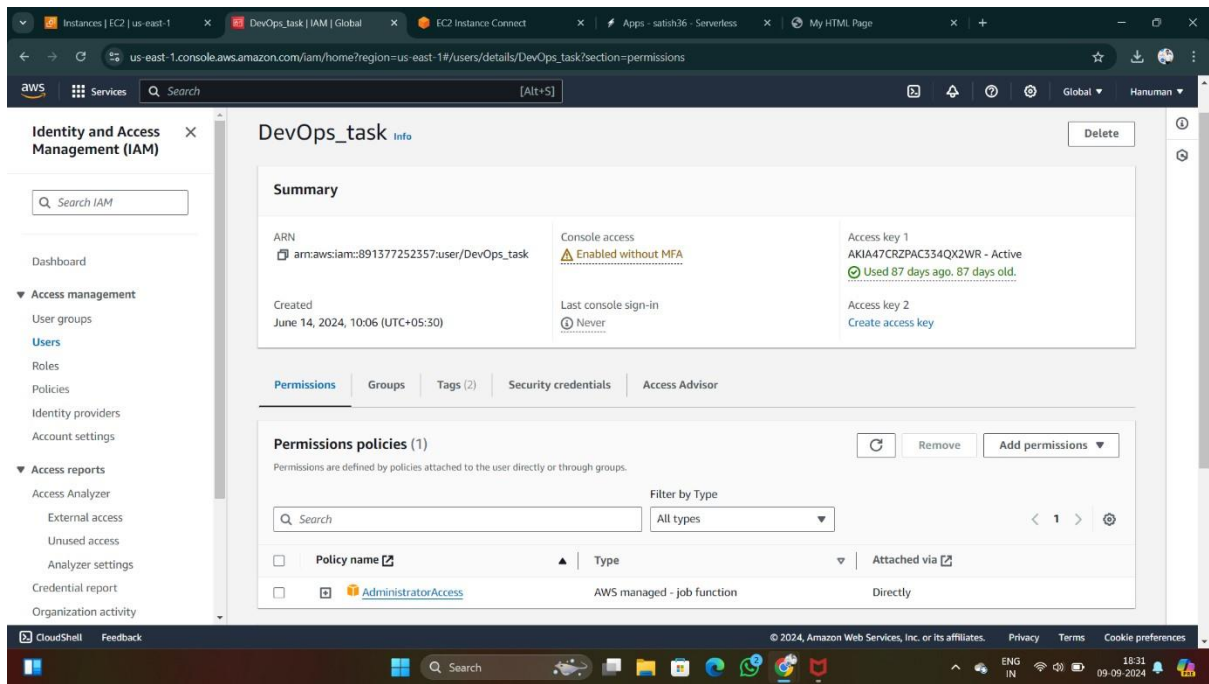 Instances | EC2 | us-east-1
DevOps_task | IAM | Global
EC2 Instance Connect
Apps - satish36 - Serverless
My HTML Page
us-east-1.console.aws.amazon.com/iam/home?region=us-east-1#/users/details/DevOps_task?section=permissions
aws
Services
Search
[Alt+S]
Global
Hanuman
Identity and Access
Management (IAM)
Search IAM
Dashboard
Access management
User groups
Users
Roles
Policies
Identity providers
Account settings
Access reports
Access Analyzer
External access
Unused access
Analyzer settings
Credential report
Organization activity
DevOps_task Info
Delete
Summary
ARN
arn:aws:iam::891377252357:user/DevOps_task
Console access
Enabled without MFA
Access key 1
AKIA47CRZPAC334QX2WR - Active
Used 87 days ago. 87 days old.
Created
June 14, 2024, 10:06 (UTC+05:30)
Last console sign-in
Never
Access key 2
Create access key
Permissions
Groups
Tags (2)
Security credentials
Access Advisor
Permissions policies (1)
Permissions are defined by policies attached to the user directly or through groups.
Remove
Add permissions
Filter by Type
Search
All types
1
Policy name
Type
Attached via
AdministratorAccess
AWS managed - job function
Directly
CloudShell
Feedback
© 2024, Amazon Web Services, Inc. or its affiliates.
Privacy
Terms
Cookie preferences
Search
ENG
IN
18:31
09-09-2024